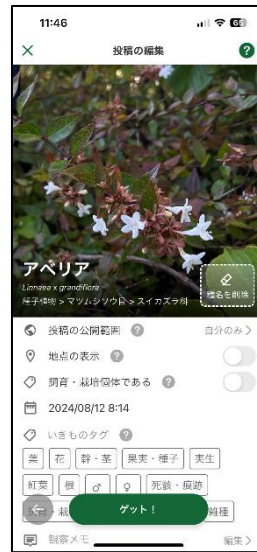 11:46
63
投稿の編集
?
アベリア
Linnaea x grandiflora
種子植物 > マツムシソウ目 > スイカズラ科
種名を削除
投稿の公開範囲 ? 自分のみ >
地点の表示 ?
飼育・栽培個体である ?
2024/08/12 8:14
いきものタグ ?
葉 花 幹・茎 果実・種子 実生
紅葉 根 ♂ ♀ 死骸・痕跡
ゲット!
雑種
観察メモ 編集 >